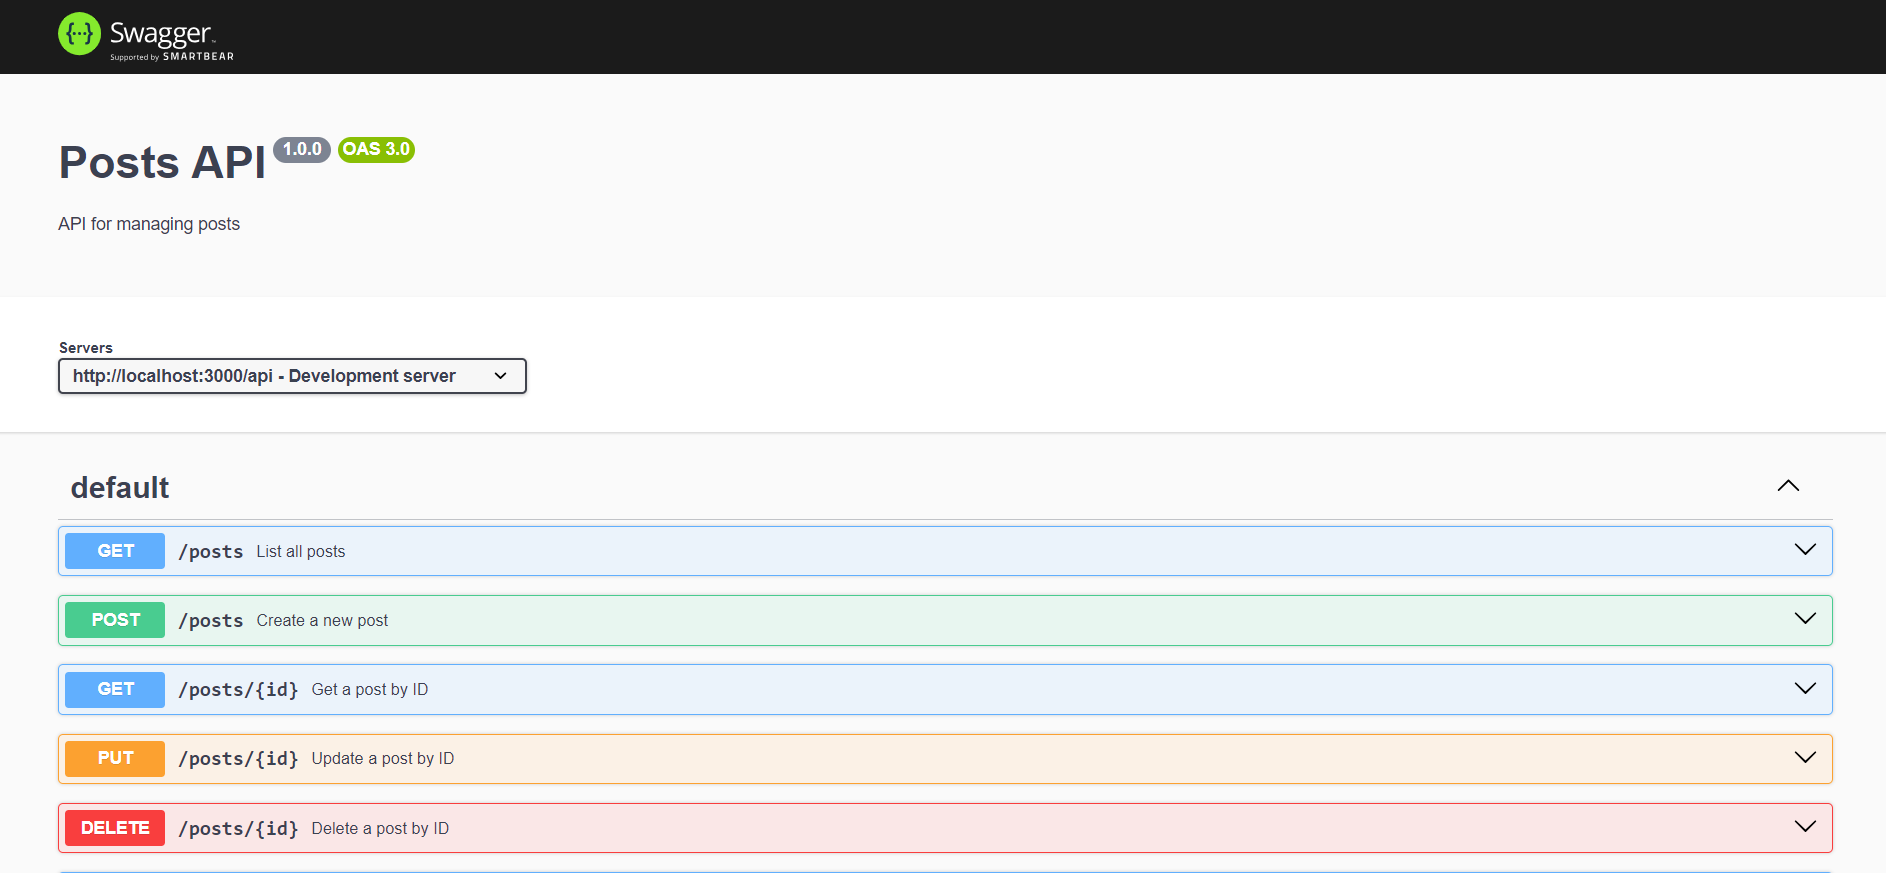 Swagger™
Supported by SMARTBEAR
Posts API 1.0.0 OAS 3.0
API for managing posts
Servers
http://localhost:3000/api - Development server
default
GET /posts List all posts
POST /posts Create a new post
GET /posts/{id} Get a post by ID
PUT /posts/{id} Update a post by ID
DELETE /posts/{id} Delete a post by ID